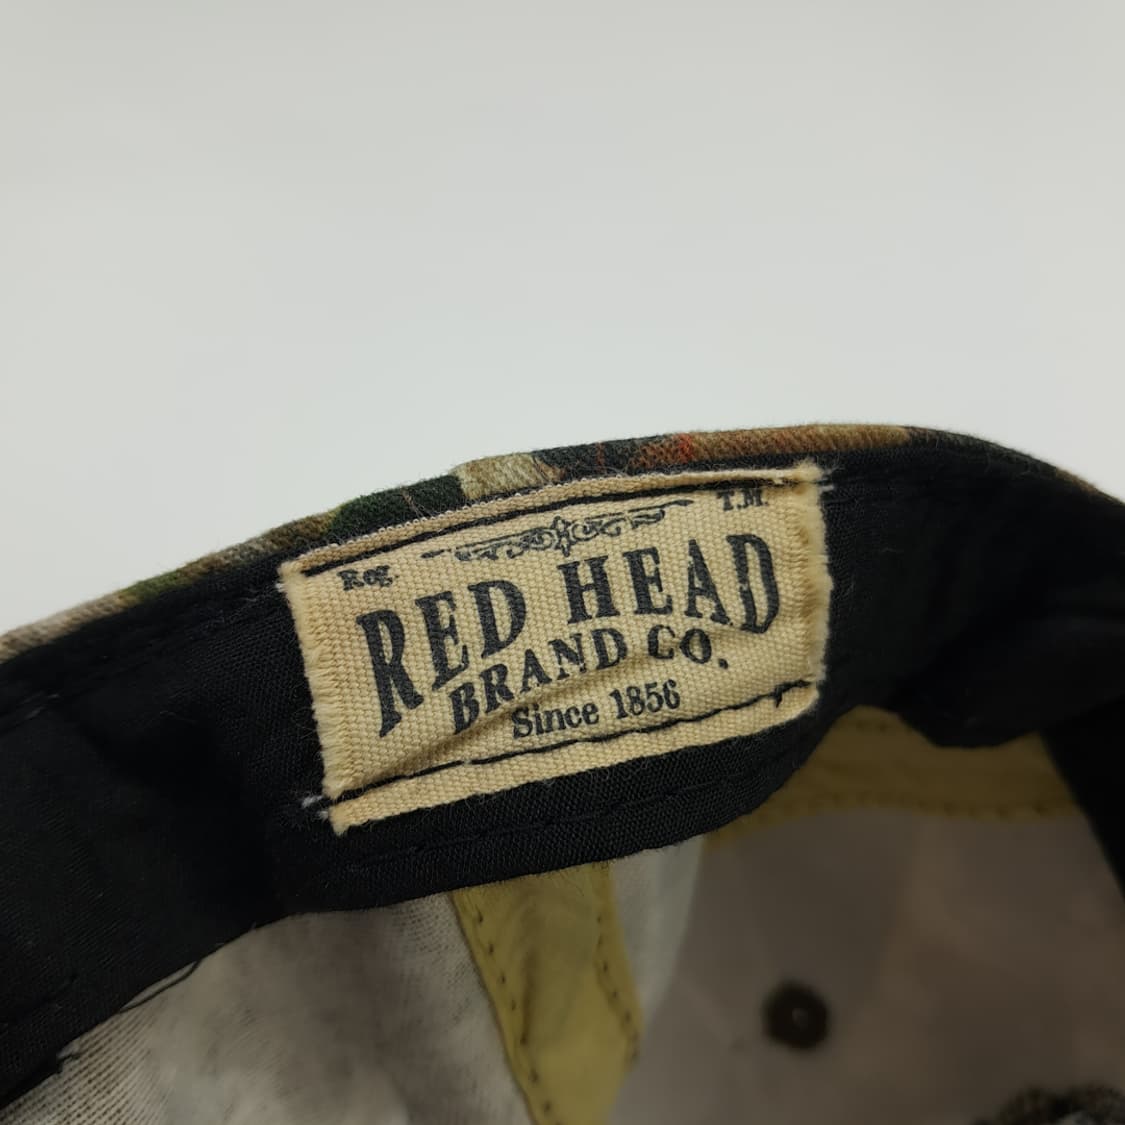 Reg. T.M.
RED HEAD
BRAND CO.
Since 1856